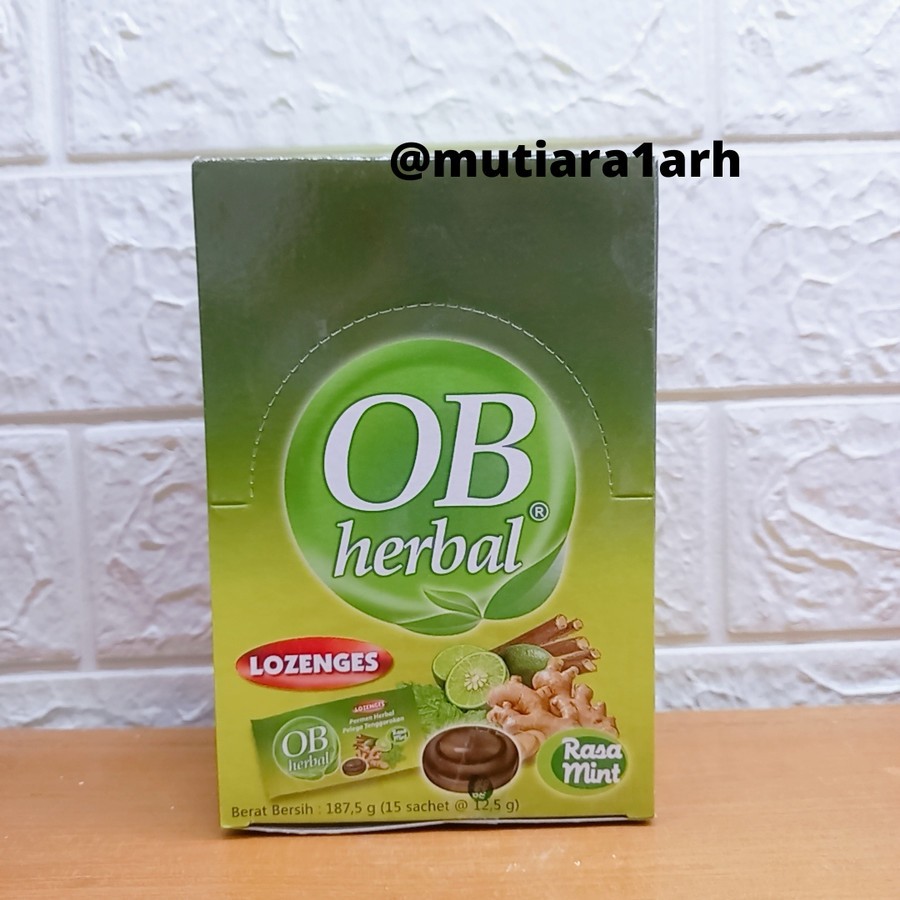 @mutiara1arh
OB
herbal®
LOZENGES
LOZENGES
Permen Herbal
Pelega Tenggorokan
OB
herbal
Rasa
Mint
Berat Bersih : 187,5 g (15 sachet @ 12,5 g)